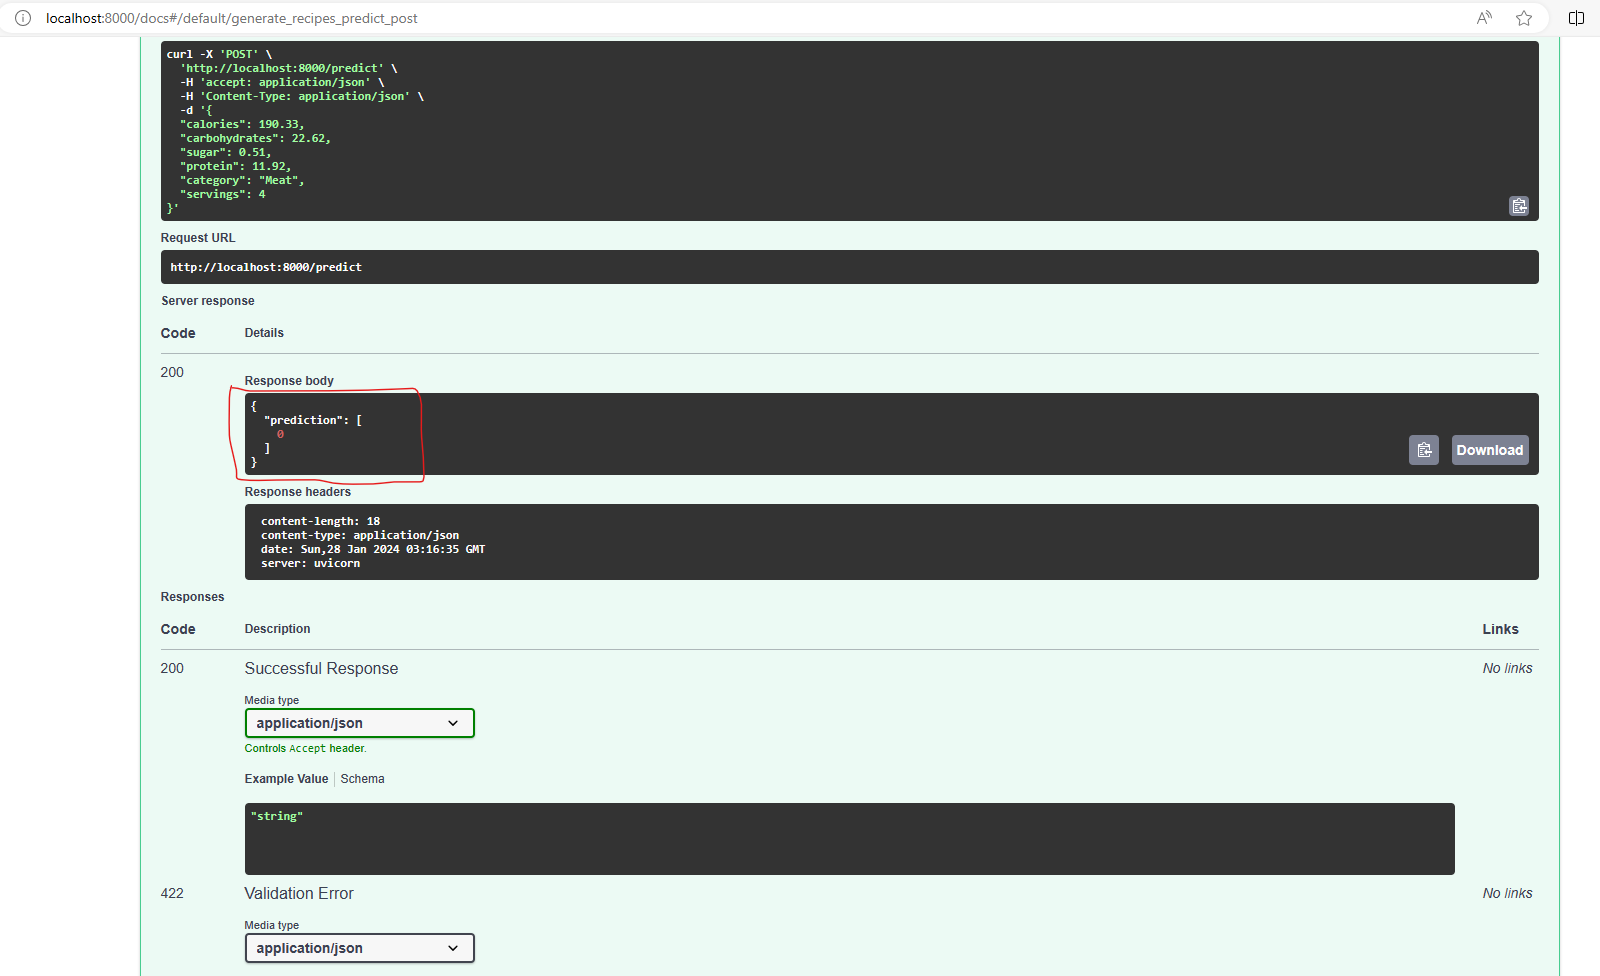 localhost:8000/docs#/default/generate_recipes_predict_post
curl -X 'POST' \
'http://localhost:8000/predict' \
-H 'accept: application/json' \
-H 'Content-Type: application/json' \
-d '{
"calories": 190.33,
"carbohydrates": 22.62,
"sugar": 0.51,
"protein": 11.92,
"category": "Meat",
"servings": 4
}'
Request URL
http://localhost:8000/predict
Server response
Code Details
200
Response body
{
"prediction": [
0
]
}
Download
Response headers
content-length: 18
content-type: application/json
date: Sun,28 Jan 2024 03:16:35 GMT
server: uvicorn
Responses
Code Description Links
200 Successful Response No links
Media type
application/json
Controls Accept header.
Example Value Schema
"string"
422 Validation Error No links
Media type
application/json